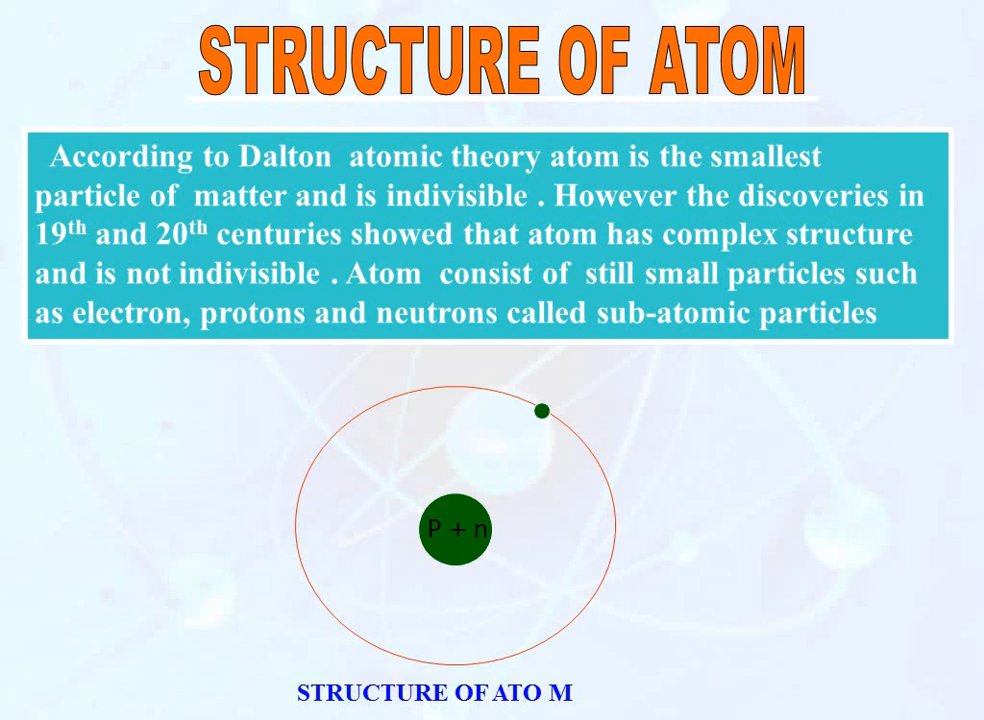 STRUCTURE OF ATOM
According to Dalton atomic theory atom is the smallest
particle of matter and is indivisible . However the discoveries in
19th and 20th centuries showed that atom has complex structure
and is not indivisible . Atom consist of still small particles such
as electron, protons and neutrons called sub-atomic particles
P + n
STRUCTURE OF ATO M